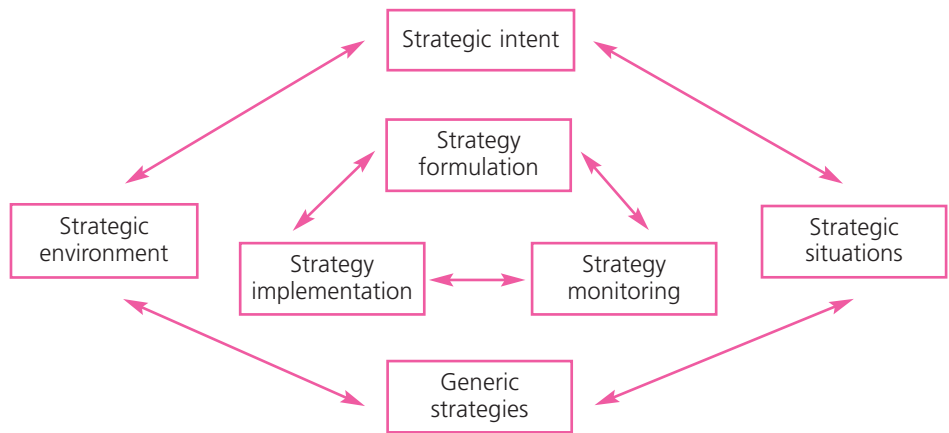 Strategic intent
Strategy
formulation
Strategic
environment
Strategic
situations
Strategy
implementation
Strategy
monitoring
Generic
strategies